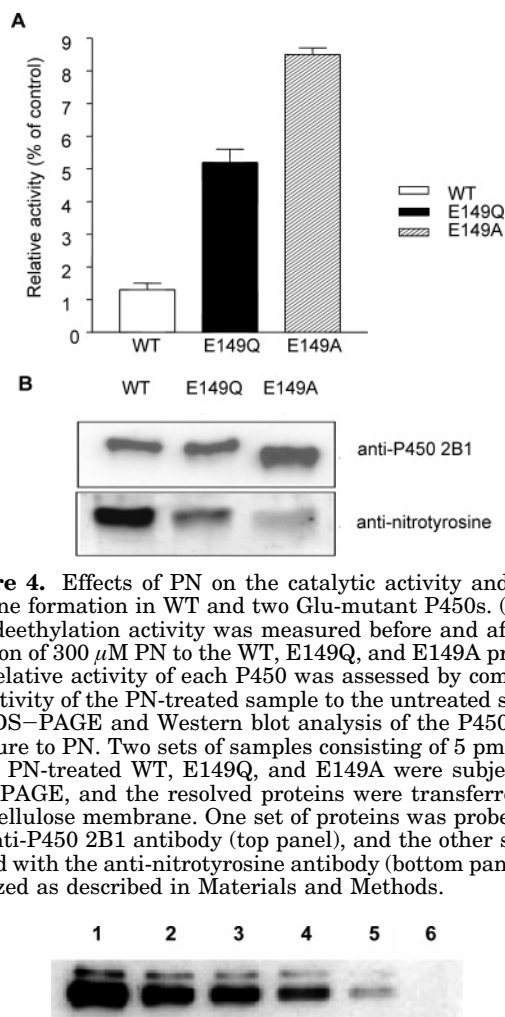 A
Relative activity (% of control)
9
8
7
6
5
4
3
2
1
0
WT
E149Q
E149A
WT E149Q E149A
B
WT E149Q E149A
anti-P450 2B1
anti-nitrotyrosine
re 4. Effects of PN on the catalytic activity and
ne formation in WT and two Glu-mutant P450s. (
deethylation activity was measured before and af
on of 300 μM PN to the WT, E149Q, and E149A pr
elative activity of each P450 was assessed by com
tivity of the PN-treated sample to the untreated s
S−PAGE and Western blot analysis of the P450
ure to PN. Two sets of samples consisting of 5 pm
PN-treated WT, E149Q, and E149A were subje
PAGE, and the resolved proteins were transferre
cellulose membrane. One set of proteins was probe
nti-P450 2B1 antibody (top panel), and the other s
d with the anti-nitrotyrosine antibody (bottom pan
zed as described in Materials and Methods.
1 2 3 4 5 6